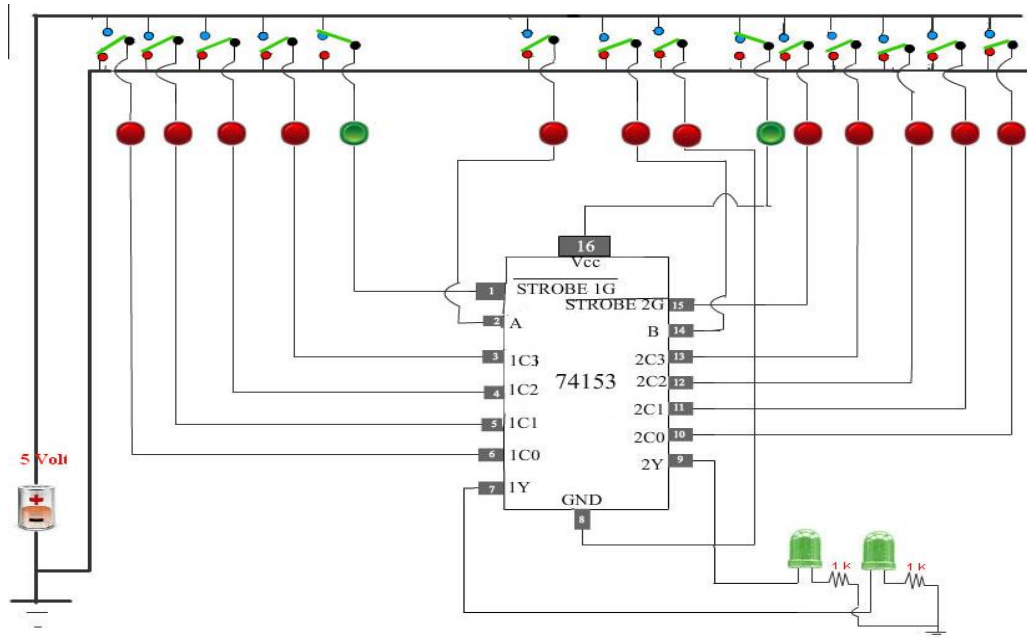 16
Vcc
1 STROBE 1G
STROBE 2G 15
2 A
B 14
3 1C3
2C3 13
74153
4 1C2
2C2 12
5 1C1
2C1 11
6 1C0
2C0 10
7 1Y
2Y 9
GND
8
5 Volt
+
-
1 k
1 k